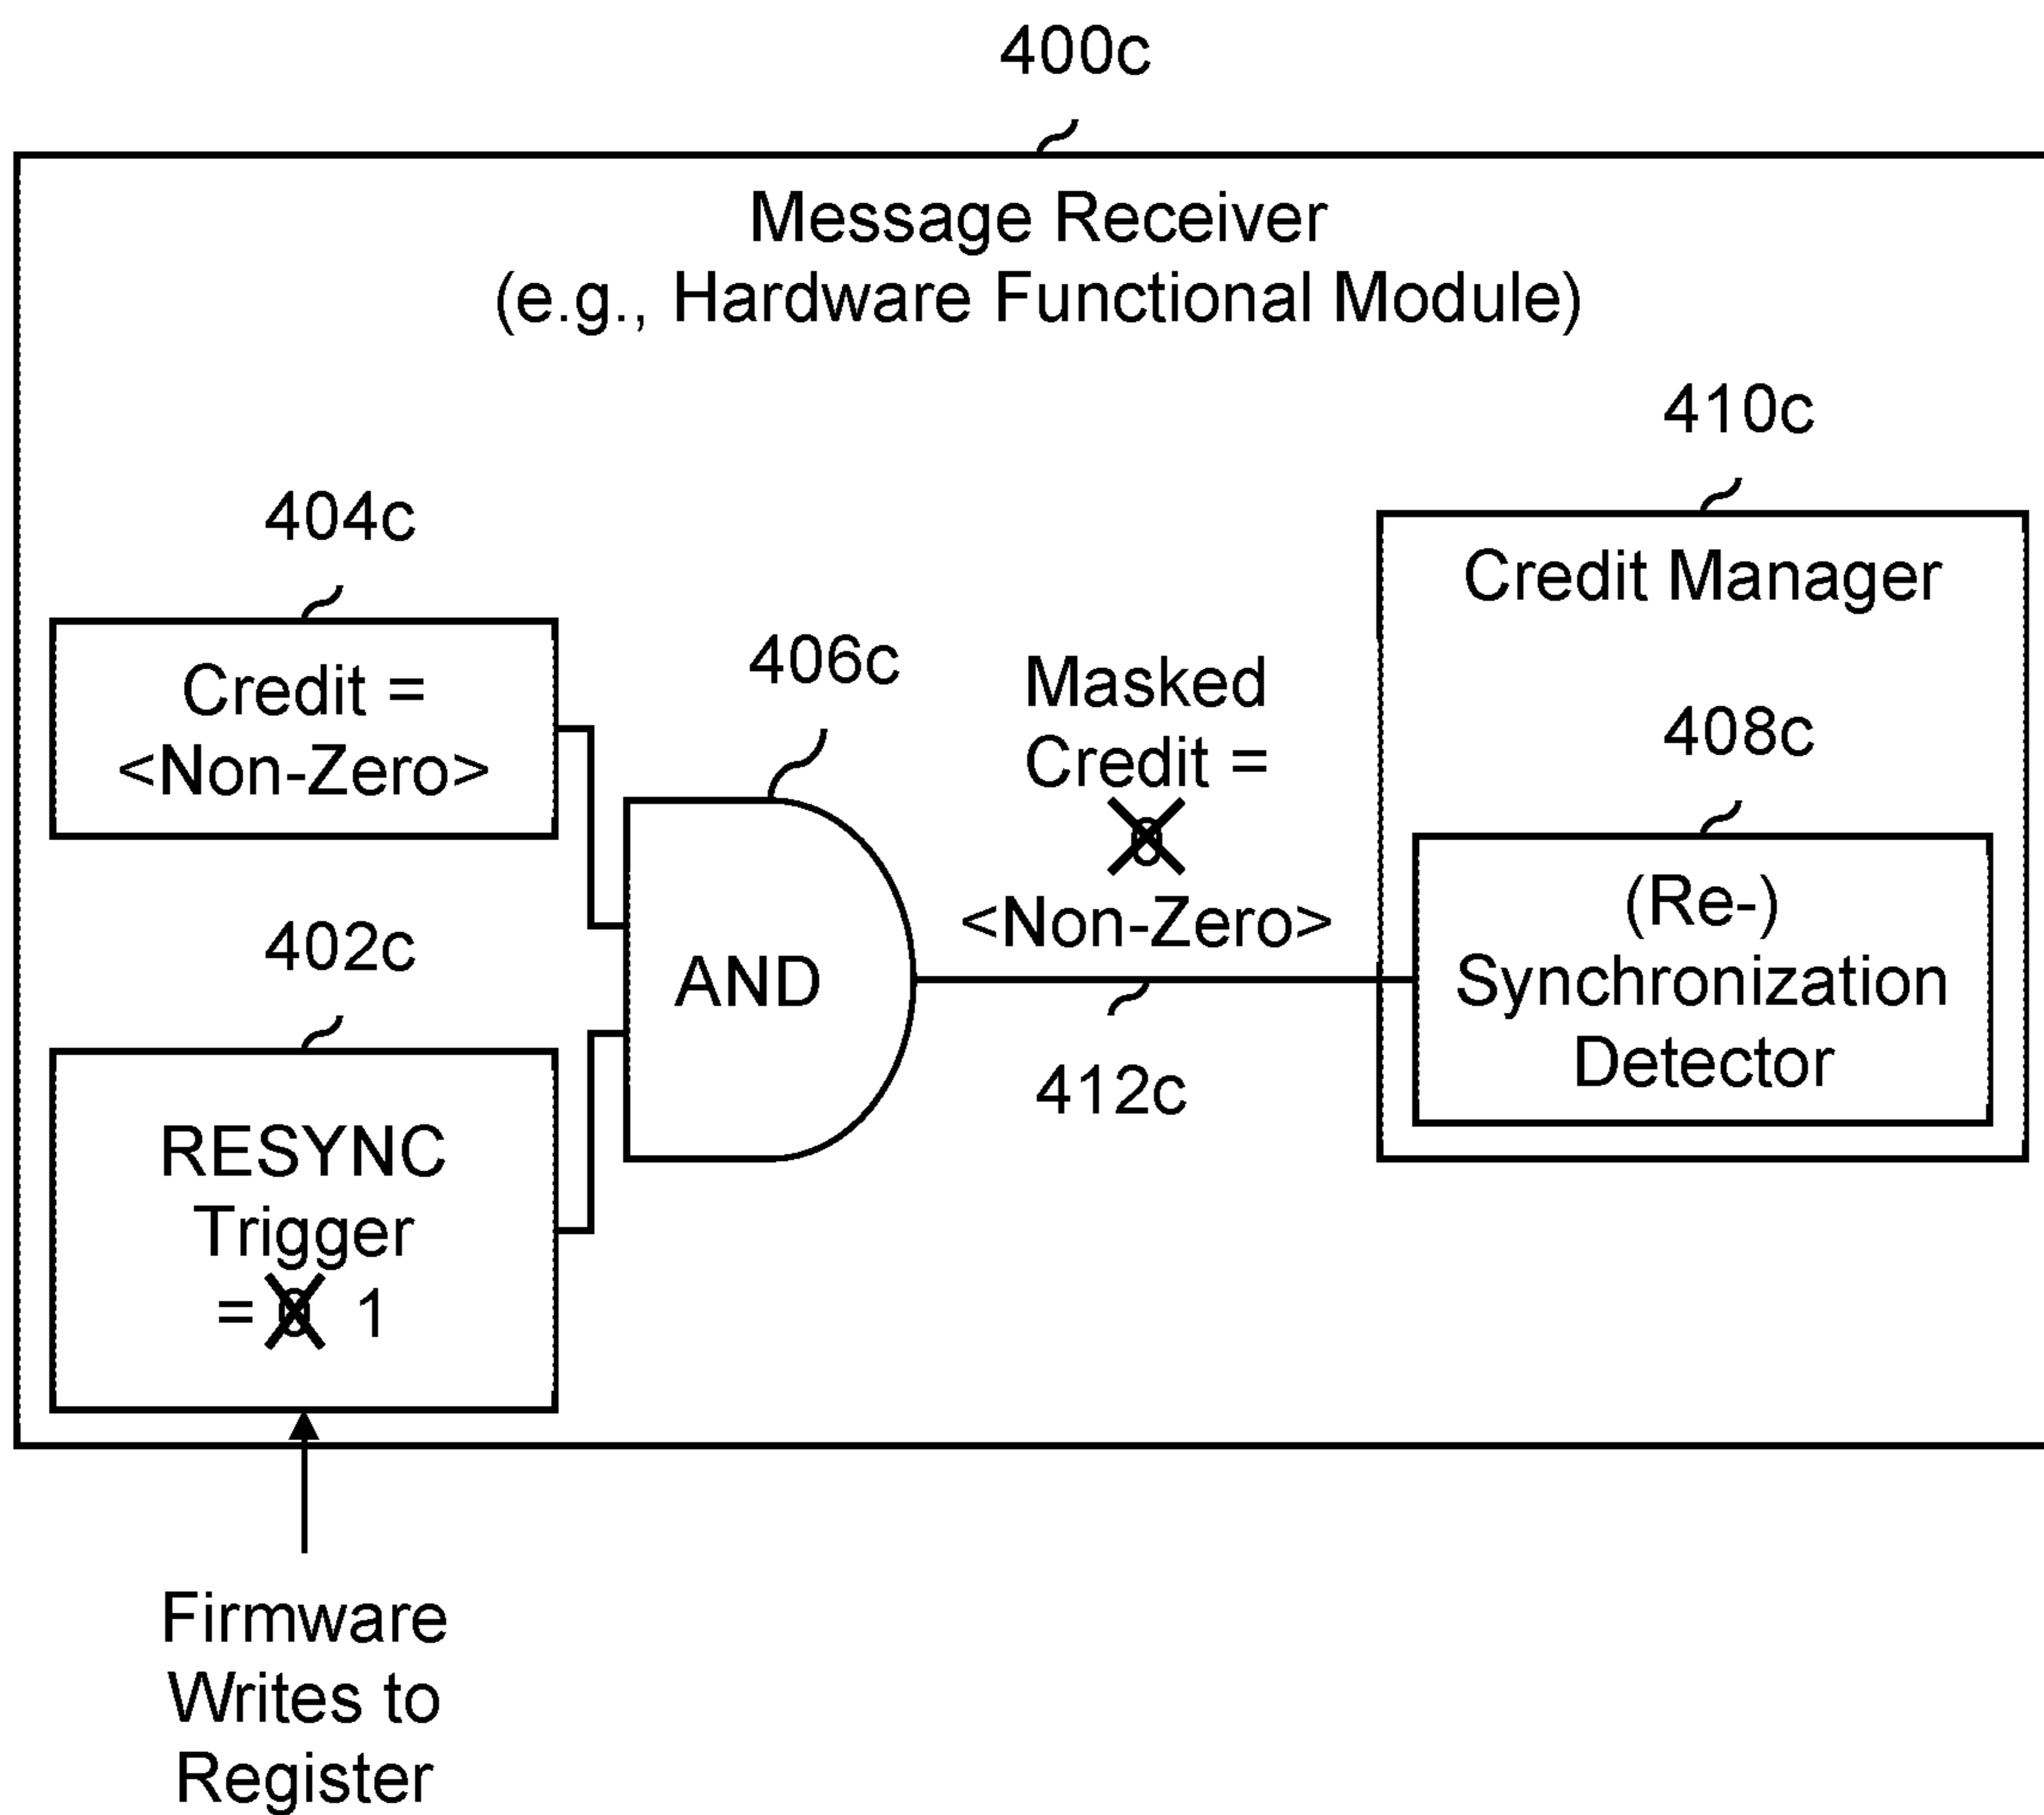 400c
Message Receiver
(e.g., Hardware Functional Module)
410c
404c
Credit Manager
Credit =
<Non-Zero>
406c
Masked
Credit =
0
<Non-Zero>
408c
(Re-)
Synchronization
Detector
402c
AND
412c
RESYNC
Trigger
= 0 1
Firmware
Writes to
Register